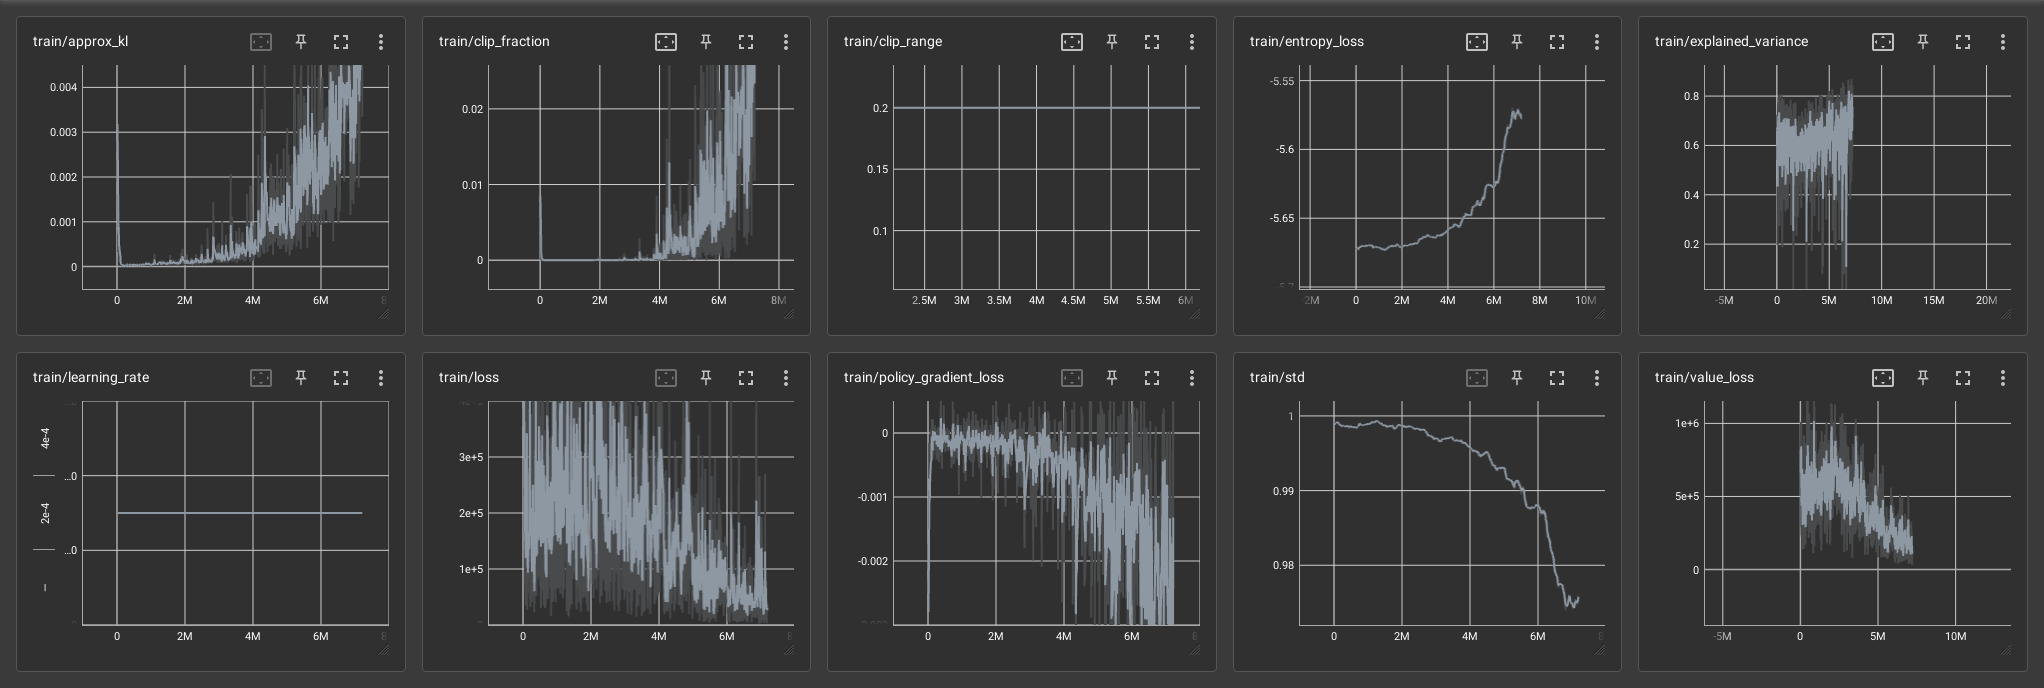 train/approx_kl
0.004
0.003
0.002
0.001
0
0 2M 4M 6M 8
train/clip_fraction
0.02
0.01
0
0 2M 4M 6M 8M
train/clip_range
0.2
0.15
0.1
2.5M 3M 3.5M 4M 4.5M 5M 5.5M 6M
train/entropy_loss
-5.55
-5.6
-5.65
-5.7
2M 0 2M 4M 6M 8M 10M
train/explained_variance
0.8
0.6
0.4
0.2
-5M 0 5M 10M 15M 20M
train/learning_rate
4e-4
...0
2e-4
...0
0 2M 4M 6M 8
train/loss
3e+5
2e+5
1e+5
0 2M 4M 6M 8
train/policy_gradient_loss
0
-0.001
-0.002
0 2M 4M 6M 8
train/std
1
0.99
0.98
0 2M 4M 6M 8
train/value_loss
1e+6
5e+5
0
-5M 0 5M 10M